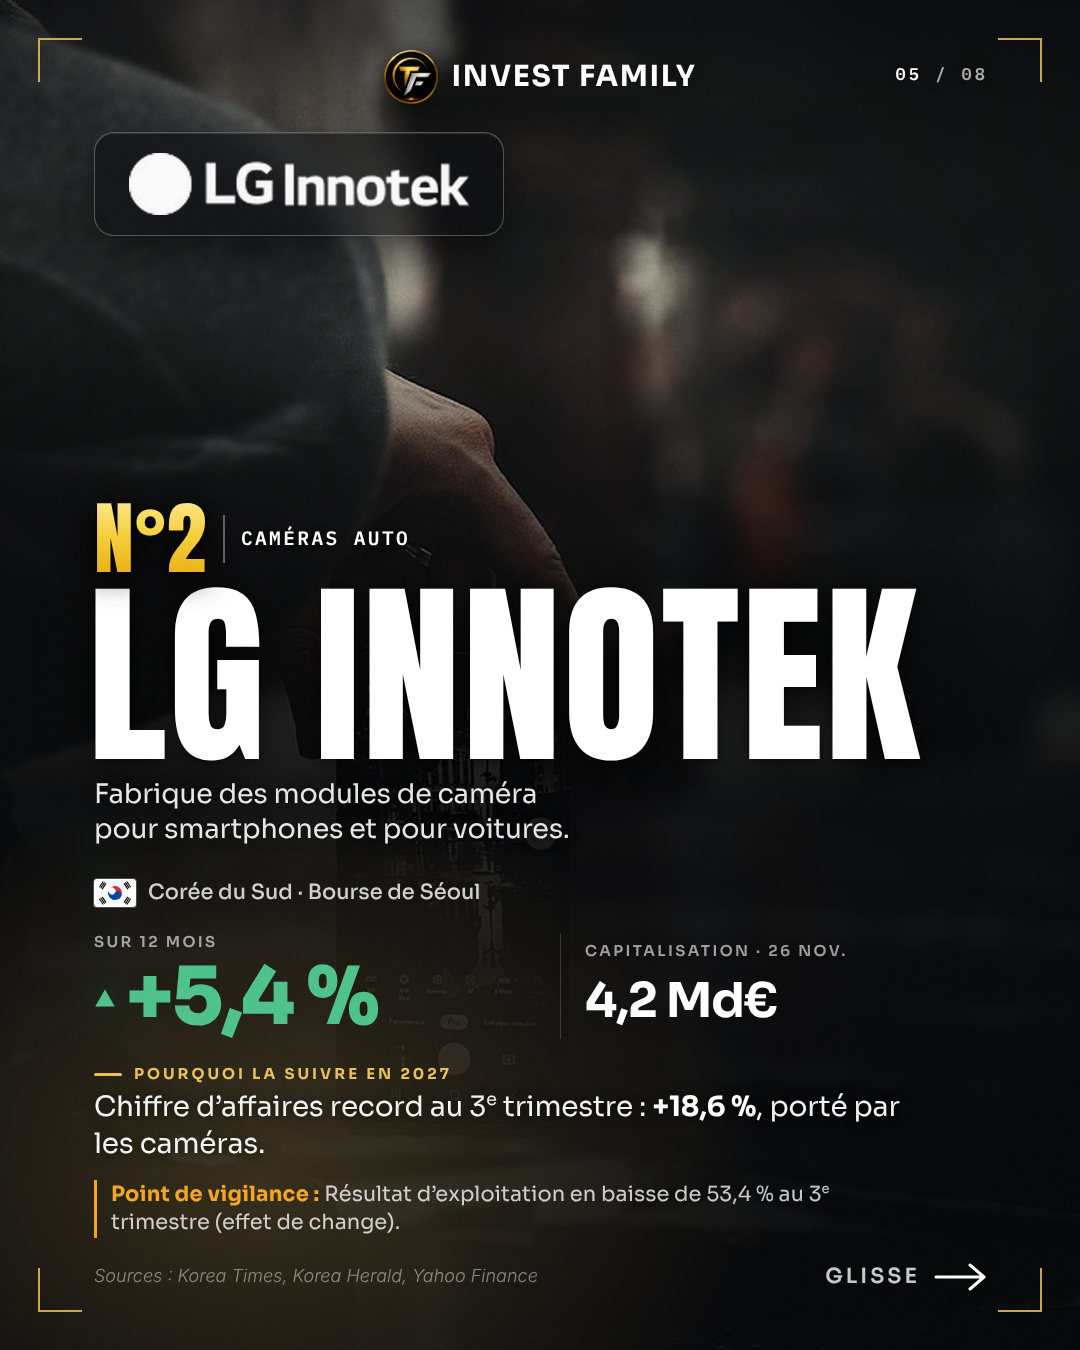 INVEST FAMILY
05 / 08
LG Innotek
N°2
CAMÉRAS AUTO
LG INNOTEK
Fabrique des modules de caméra
pour smartphones et pour voitures.
Corée du Sud · Bourse de Séoul
SUR 12 MOIS
▲ +5,4 %
CAPITALISATION · 26 NOV.
4,2 Md€
POURQUOI LA SUIVRE EN 2027
Chiffre d’affaires record au 3e trimestre : +18,6 %, porté par
les caméras.
Point de vigilance : Résultat d’exploitation en baisse de 53,4 % au 3e
trimestre (effet de change).
Sources : Korea Times, Korea Herald, Yahoo Finance
GLISSE